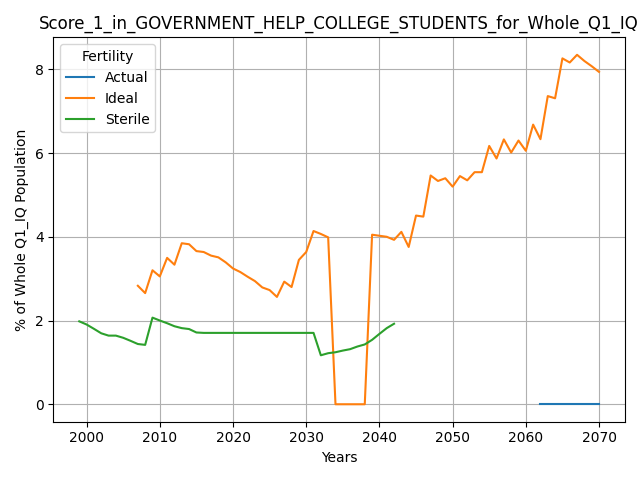 Score_1_in_GOVERNMENT_HELP_COLLEGE_STUDENTS_for_Whole_Q1_IQ
Fertility
Actual
Ideal
Sterile
% of Whole Q1_IQ Population
8
6
4
2
0
2000 2010 2020 2030 2040 2050 2060 2070
Years